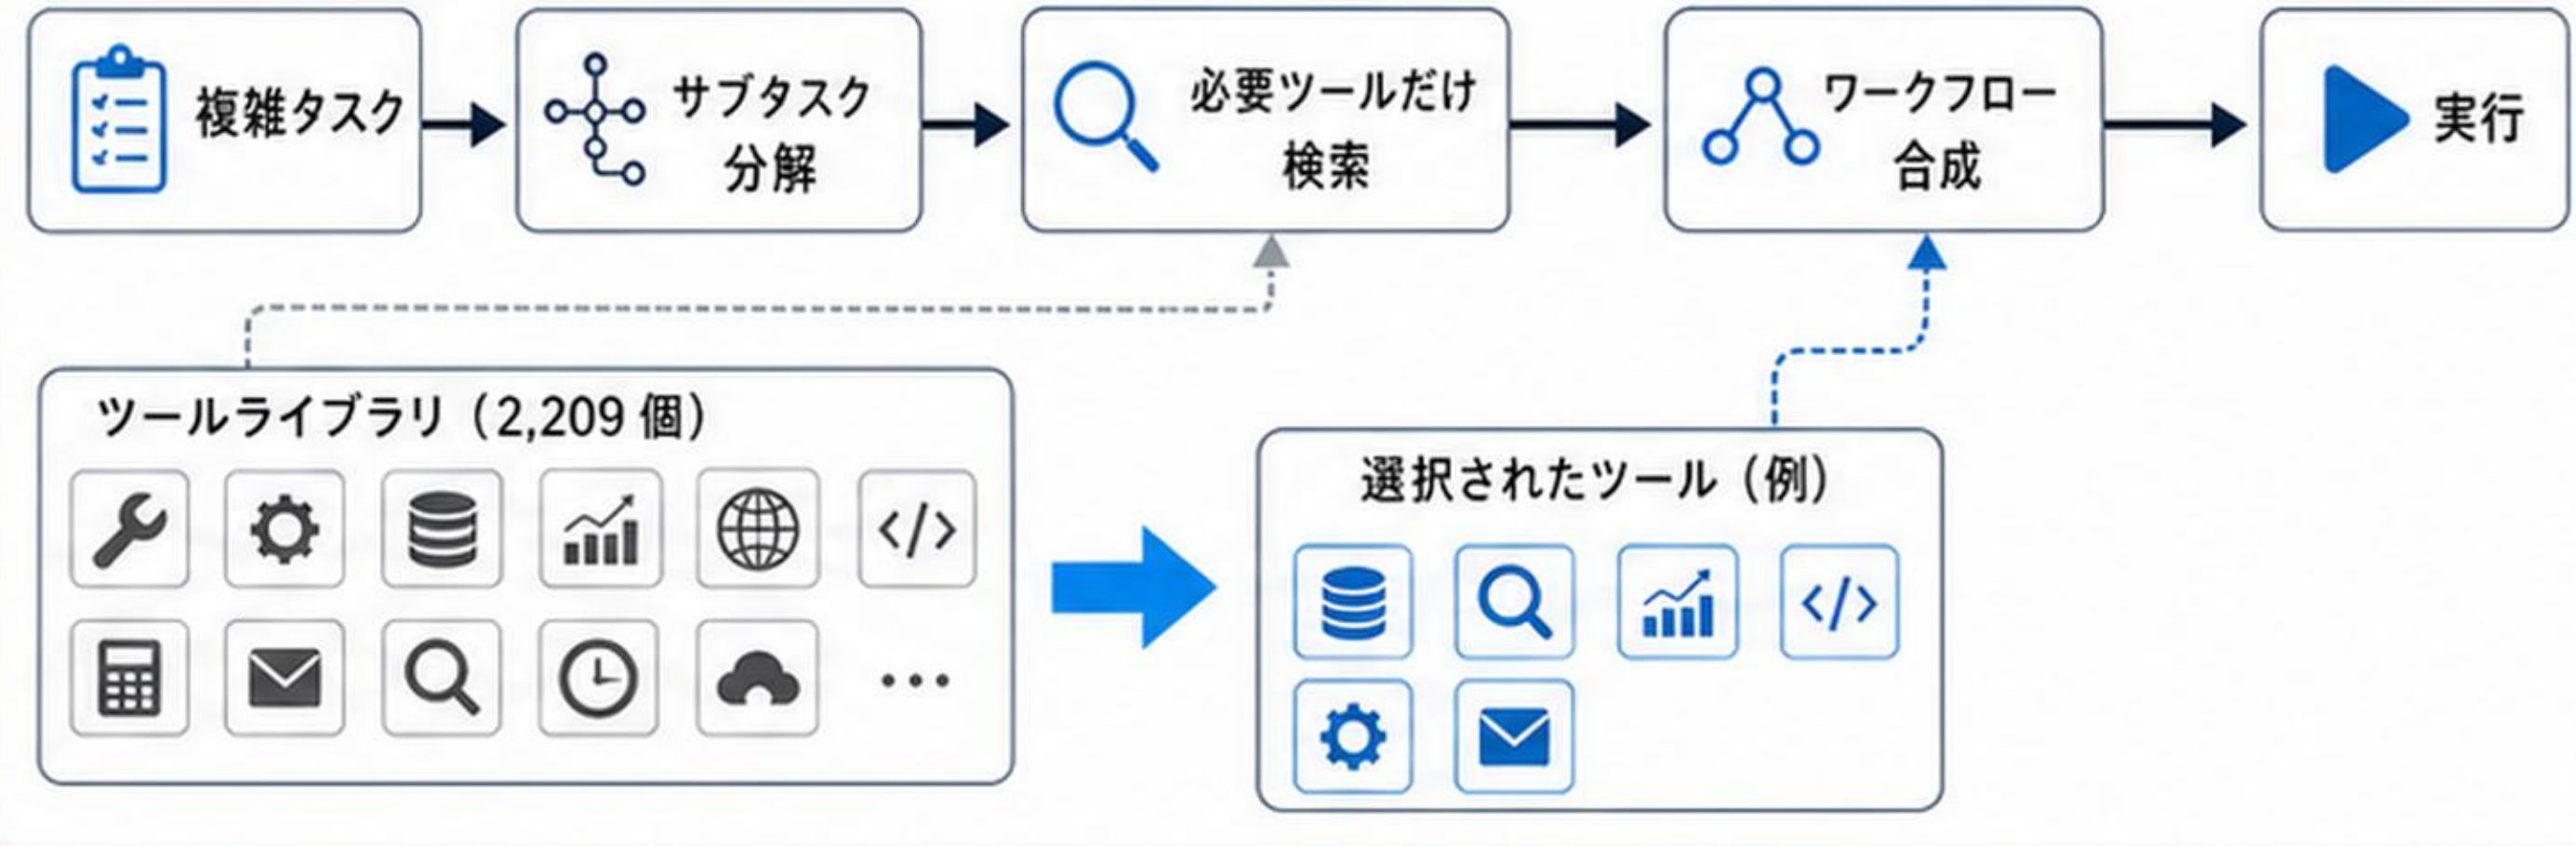 複雑タスク
サブタスク
分解
必要ツールだけ
検索
ワークフロー
合成
実行
ツールライブラリ（2,209 個）
</>
...
選択されたツール（例）
</>